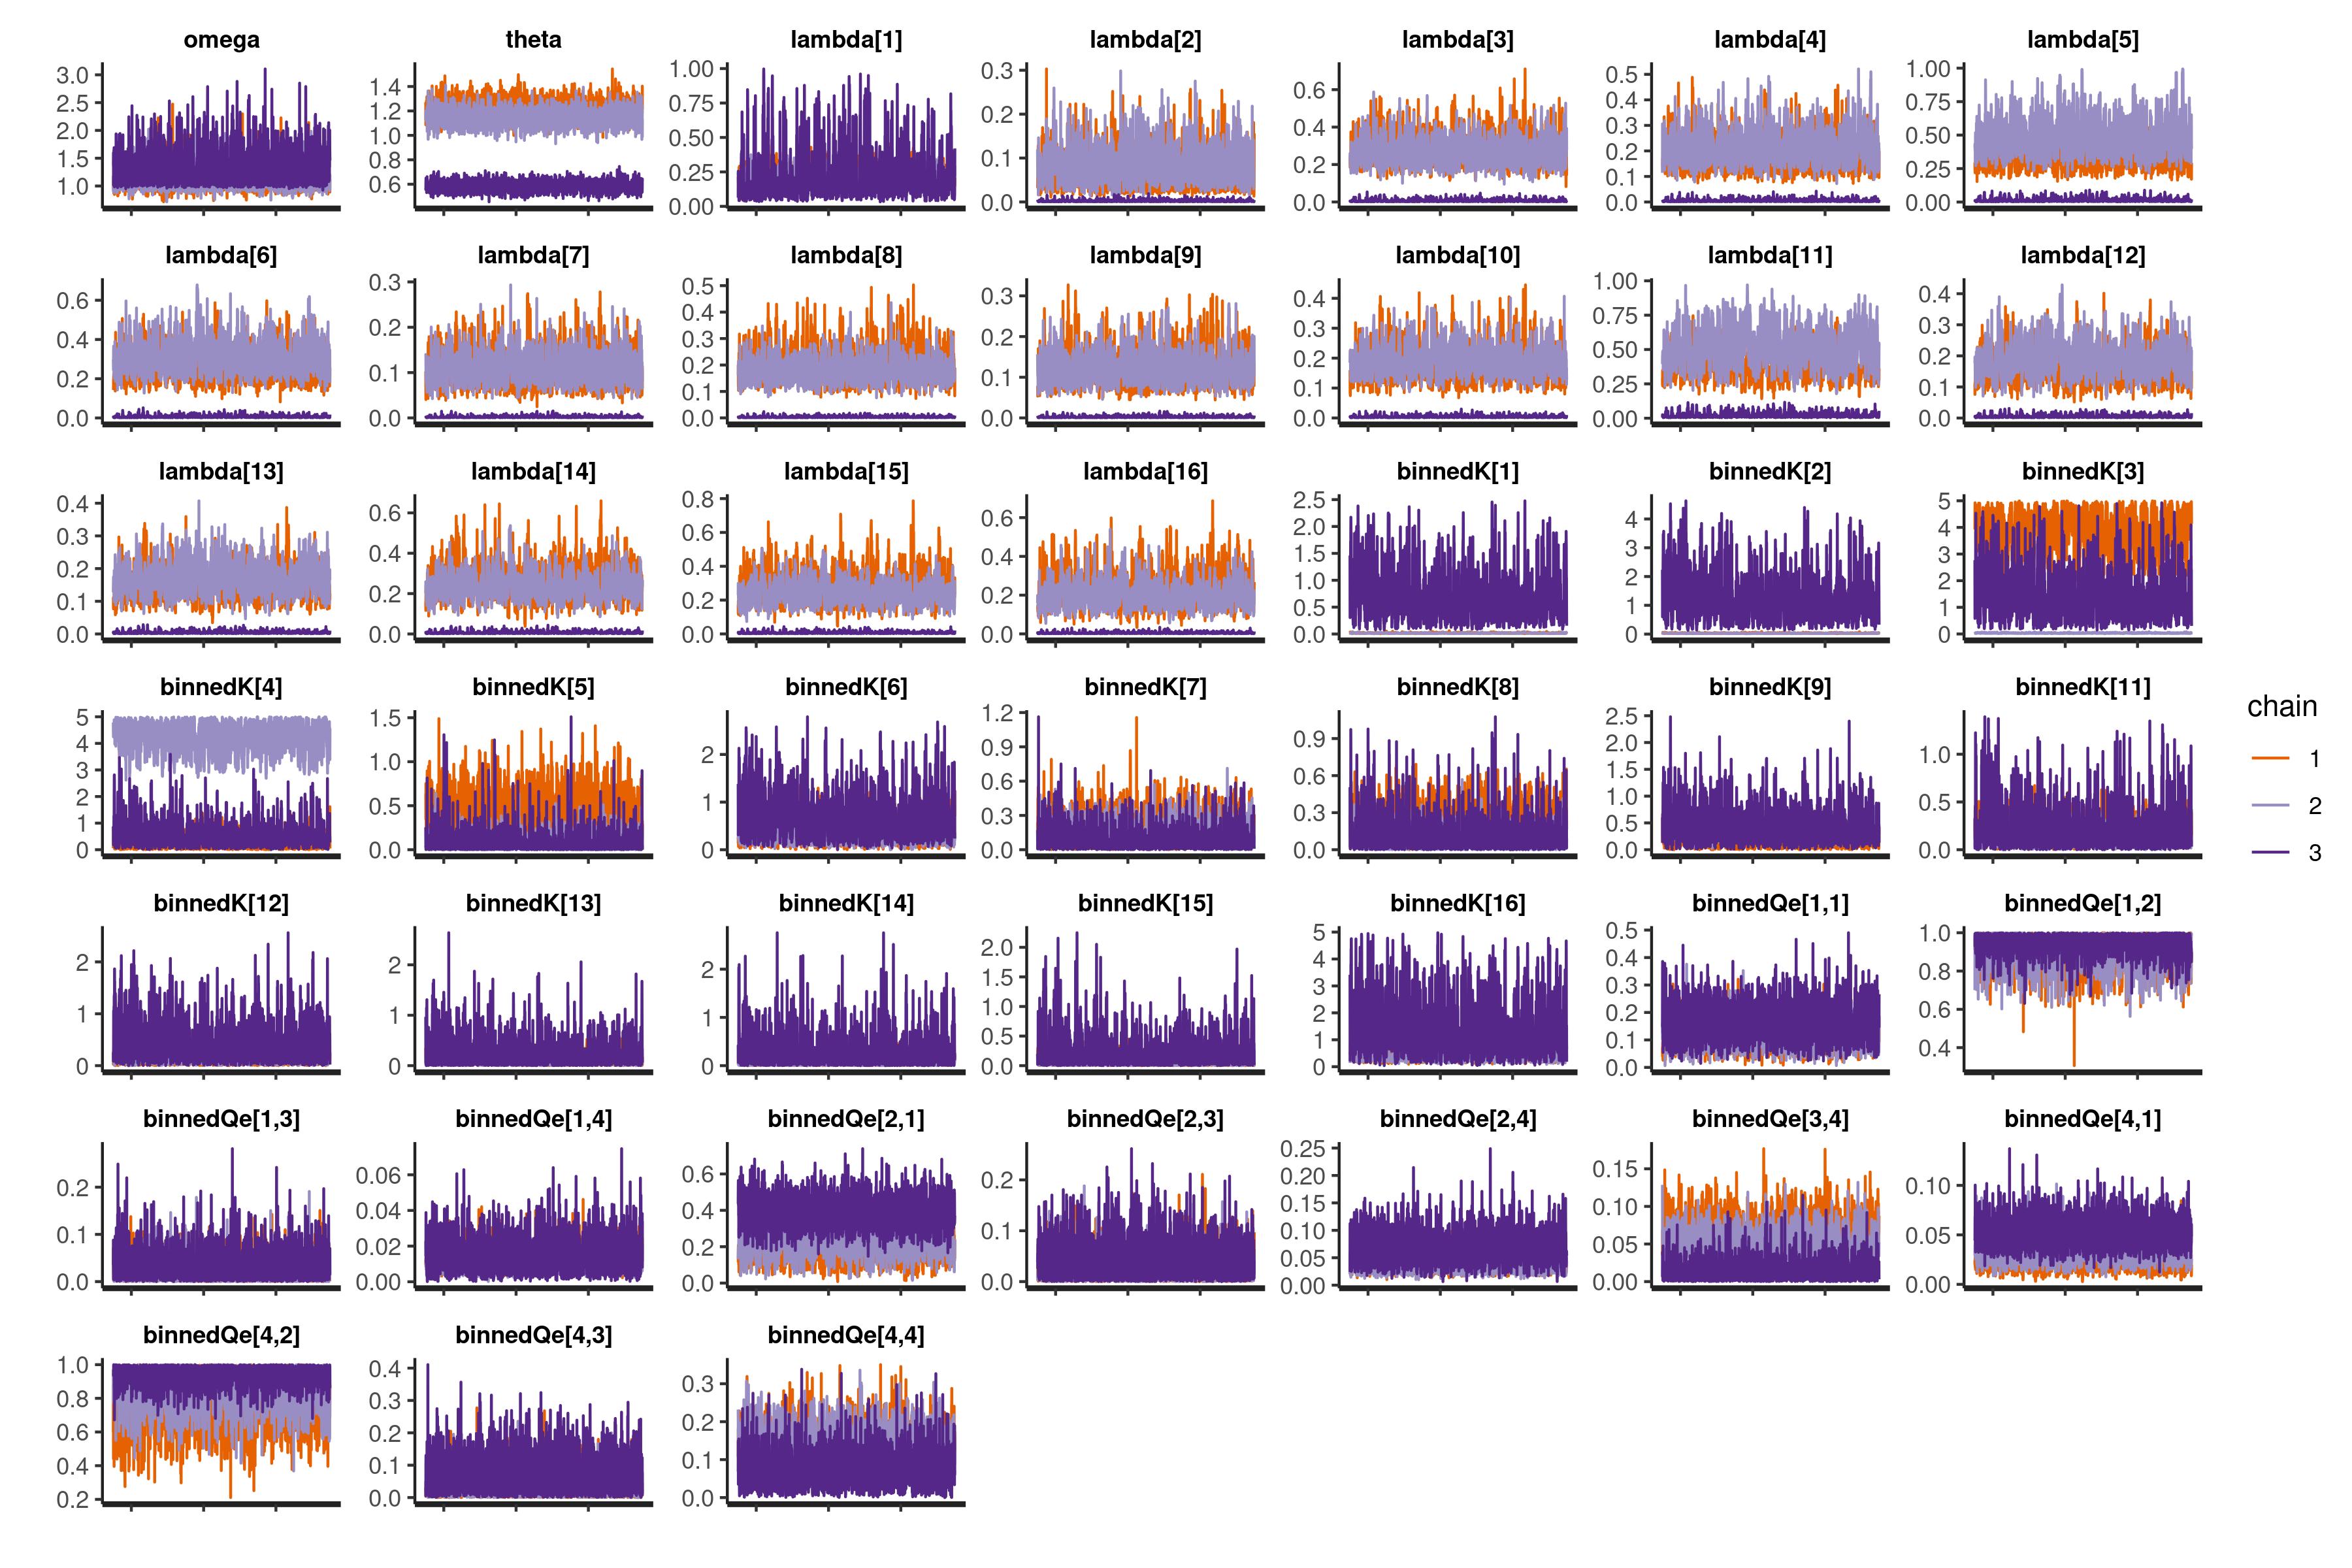 omega theta lambda[1] lambda[2] lambda[3] lambda[4] lambda[5]
3.0 2.5 2.0 1.5 1.0
1.4 1.2 1.0 0.8 0.6
1.00 0.75 0.50 0.25 0.00
0.3 0.2 0.1 0.0
0.6 0.4 0.2 0.0
0.5 0.4 0.3 0.2 0.1 0.0
1.00 0.75 0.50 0.25 0.00
lambda[6] lambda[7] lambda[8] lambda[9] lambda[10] lambda[11] lambda[12]
0.6 0.4 0.2 0.0
0.3 0.2 0.1 0.0
0.5 0.4 0.3 0.2 0.1 0.0
0.3 0.2 0.1 0.0
0.4 0.3 0.2 0.1 0.0
1.00 0.75 0.50 0.25 0.00
0.4 0.3 0.2 0.1 0.0
lambda[13] lambda[14] lambda[15] lambda[16] binnedK[1] binnedK[2] binnedK[3]
0.4 0.3 0.2 0.1 0.0
0.6 0.4 0.2 0.0
0.8 0.6 0.4 0.2 0.0
0.6 0.4 0.2 0.0
2.5 2.0 1.5 1.0 0.5 0.0
4 3 2 1 0
5 4 3 2 1 0
binnedK[4] binnedK[5] binnedK[6] binnedK[7] binnedK[8] binnedK[9] binnedK[11]
5 4 3 2 1 0
1.5 1.0 0.5 0.0
2 1 0
1.2 0.9 0.6 0.3 0.0
0.9 0.6 0.3 0.0
2.5 2.0 1.5 1.0 0.5 0.0
1.0 0.5 0.0
chain
1
2
3
binnedK[12] binnedK[13] binnedK[14] binnedK[15] binnedK[16] binnedQe[1,1] binnedQe[1,2]
2 1 0
2 1 0
2 1 0
2.0 1.5 1.0 0.5 0.0
5 4 3 2 1 0
0.5 0.4 0.3 0.2 0.1 0.0
1.0 0.8 0.6 0.4
binnedQe[1,3] binnedQe[1,4] binnedQe[2,1] binnedQe[2,3] binnedQe[2,4] binnedQe[3,4] binnedQe[4,1]
0.2 0.1 0.0
0.06 0.04 0.02 0.00
0.6 0.4 0.2 0.0
0.2 0.1 0.0
0.25 0.20 0.15 0.10 0.05 0.00
0.15 0.10 0.05 0.00
0.10 0.05 0.00
binnedQe[4,2] binnedQe[4,3] binnedQe[4,4]
1.0 0.8 0.6 0.4 0.2
0.4 0.3 0.2 0.1 0.0
0.3 0.2 0.1 0.0